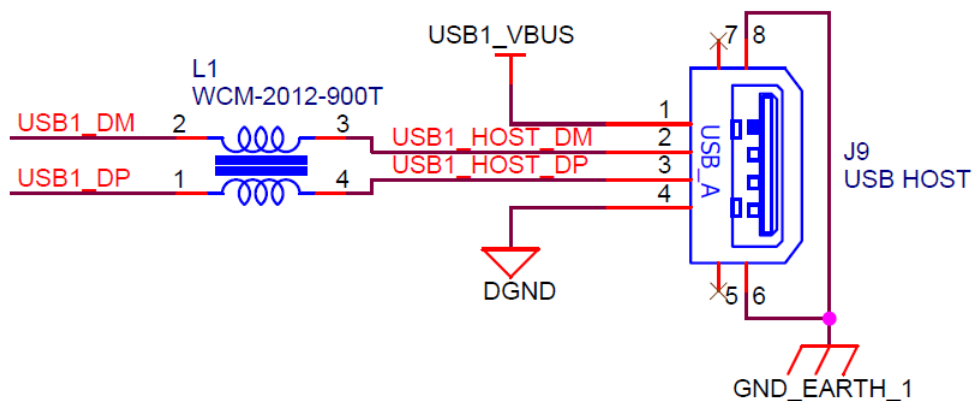 USB1_VBUS
7
8
L1
WCM-2012-900T
USB1_DM
2
3
USB1_HOST_DM
1
2
USB1_DP
1
4
USB1_HOST_DP
3
4
USB_A
J9
USB HOST
DGND
5
6
GND_EARTH_1